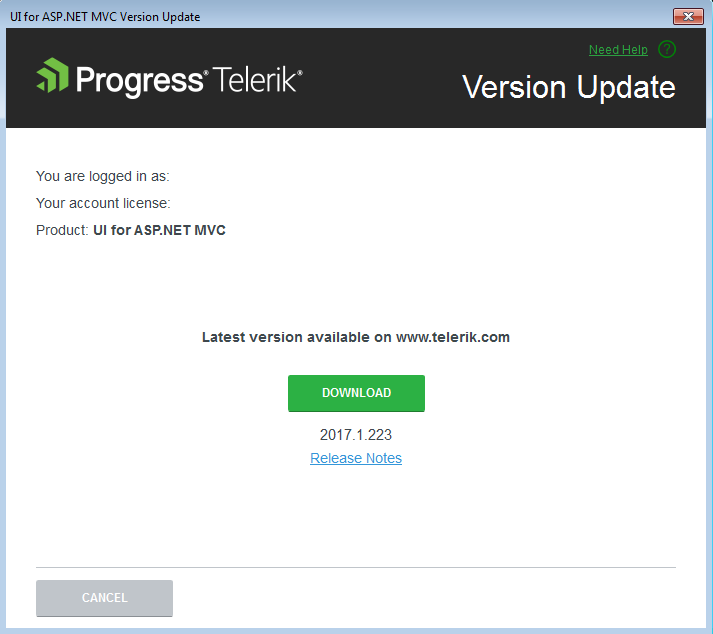 UI for ASP.NET MVC Version Update
Need Help ?
Progress® Telerik®
Version Update
You are logged in as:
Your account license:
Product: UI for ASP.NET MVC
Latest version available on www.telerik.com
DOWNLOAD
2017.1.223
Release Notes
CANCEL